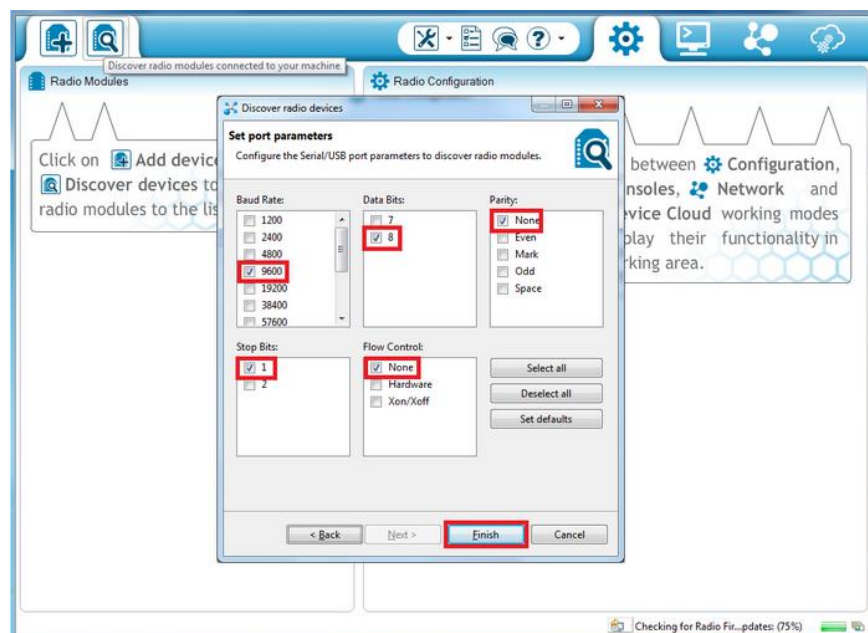 Discover radio modules connected to your machine
Radio Modules
Radio Configuration
Click on Add devic
Discover devices to
radio modules to the lis
between Configuration,
nsoles, Network and
evice Cloud working modes
play their functionality in
rking area.
Discover radio devices
Set port parameters
Configure the Serial/USB port parameters to discover radio modules.
Baud Rate:
1200
2400
4800
9600
19200
38400
57600
Data Bits:
7
8
Parity:
None
Even
Mark
Odd
Space
Stop Bits:
1
2
Flow Control:
None
Hardware
Xon/Xoff
Select all
Deselect all
Set defaults
< Back
Next >
Finish
Cancel
Checking for Radio Fir...pdates: (75%)